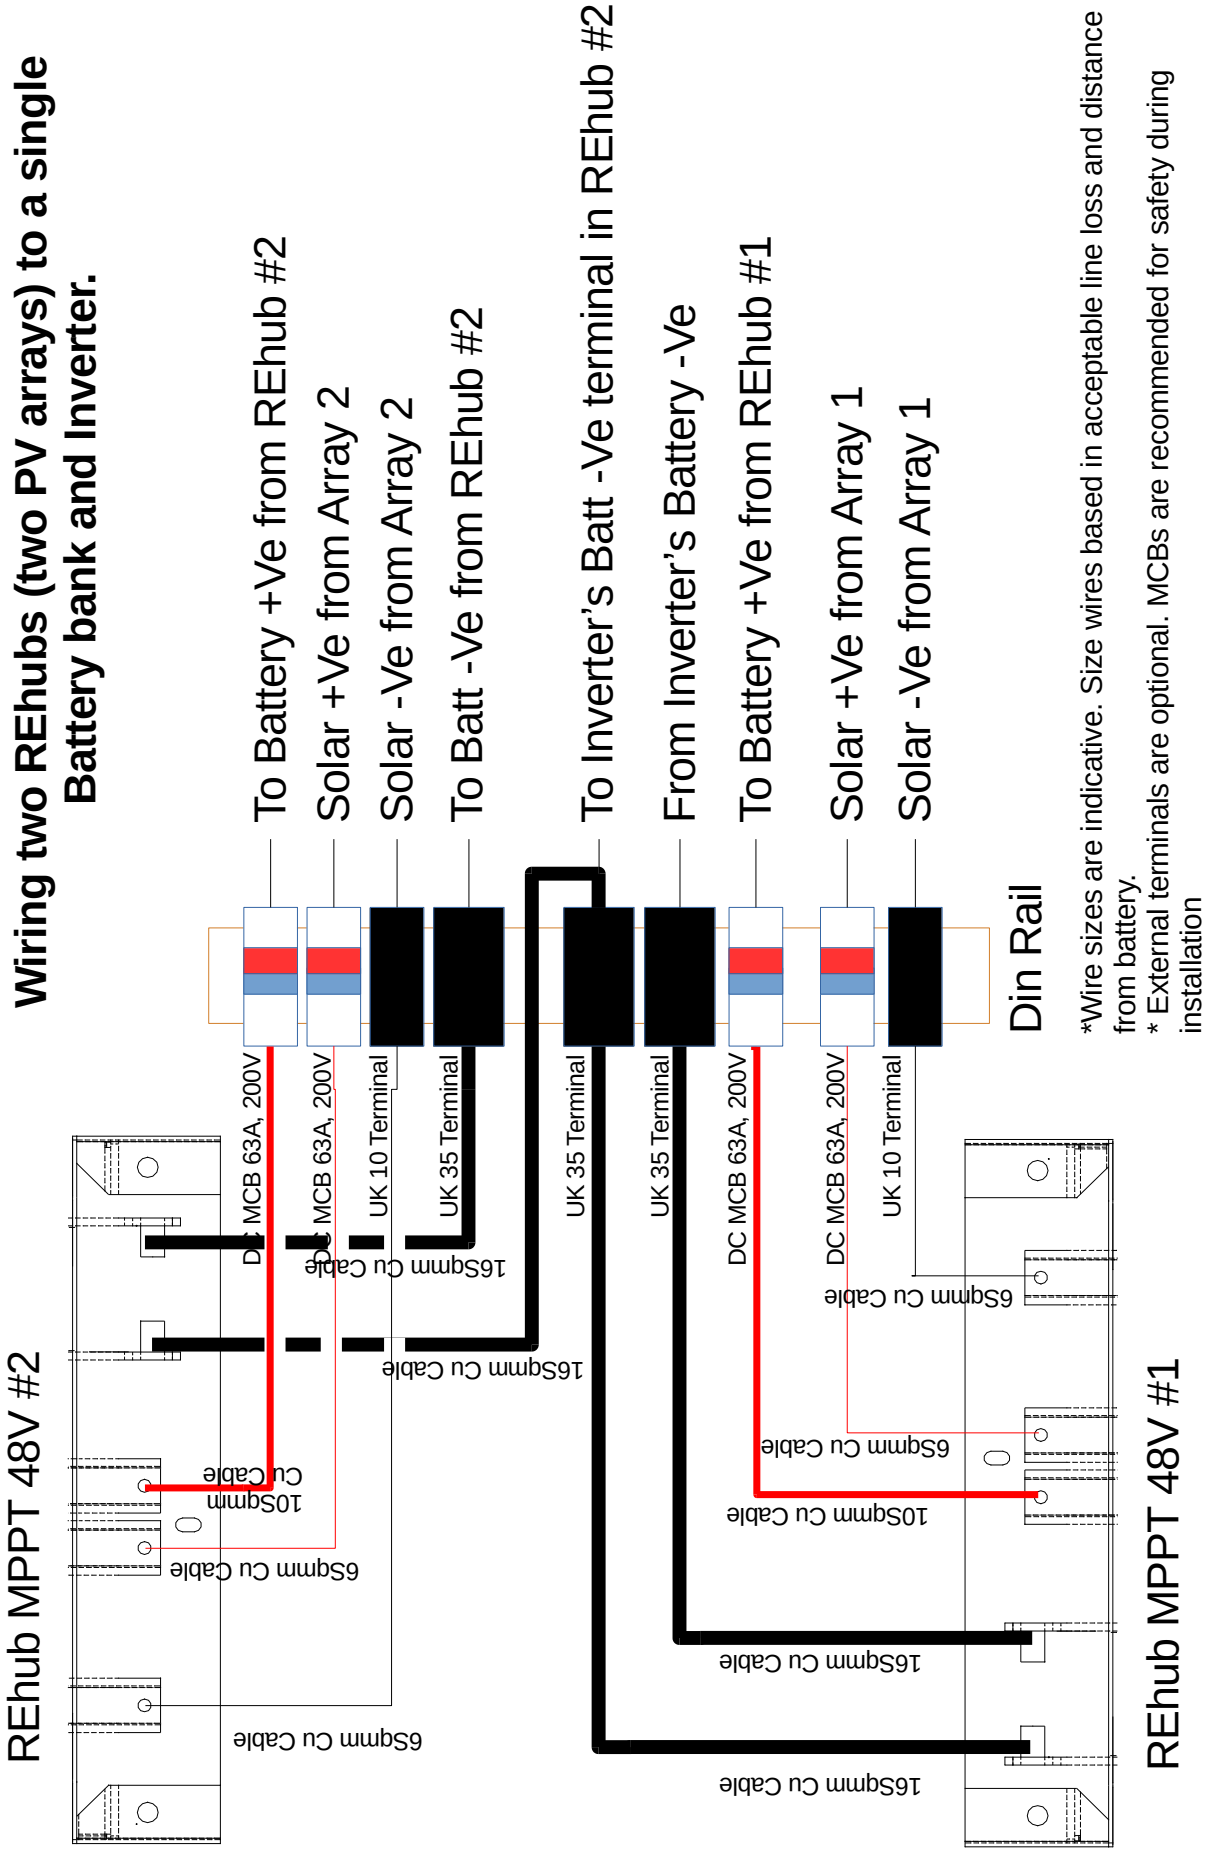 Wiring two REhubs (two PV arrays) to a single
Battery bank and Inverter.
To Battery +Ve from REhub #2
Solar +Ve from Array 2
Solar -Ve from Array 2
To Batt -Ve from REhub #2
To Inverter’s Batt -Ve terminal in REhub #2
From Inverter’s Battery -Ve
To Battery +Ve from REhub #1
Solar +Ve from Array 1
Solar -Ve from Array 1
Din Rail
*Wire sizes are indicative. Size wires based in acceptable line loss and distance
from battery.
* External terminals are optional. MCBs are recommended for safety during
installation
DC MCB 63A, 200V
DC MCB 63A, 200V
UK 10 Terminal
UK 35 Terminal
UK 35 Terminal
UK 35 Terminal
DC MCB 63A, 200V
DC MCB 63A, 200V
UK 10 Terminal
16Sqmm Cu Cable
16Sqmm Cu Cable
10Sqmm
Cu Cable
6Sqmm Cu Cable
6Sqmm Cu Cable
6Sqmm Cu Cable
6Sqmm Cu Cable
10Sqmm Cu Cable
16Sqmm Cu Cable
16Sqmm Cu Cable
REhub MPPT 48V #2
REhub MPPT 48V #1